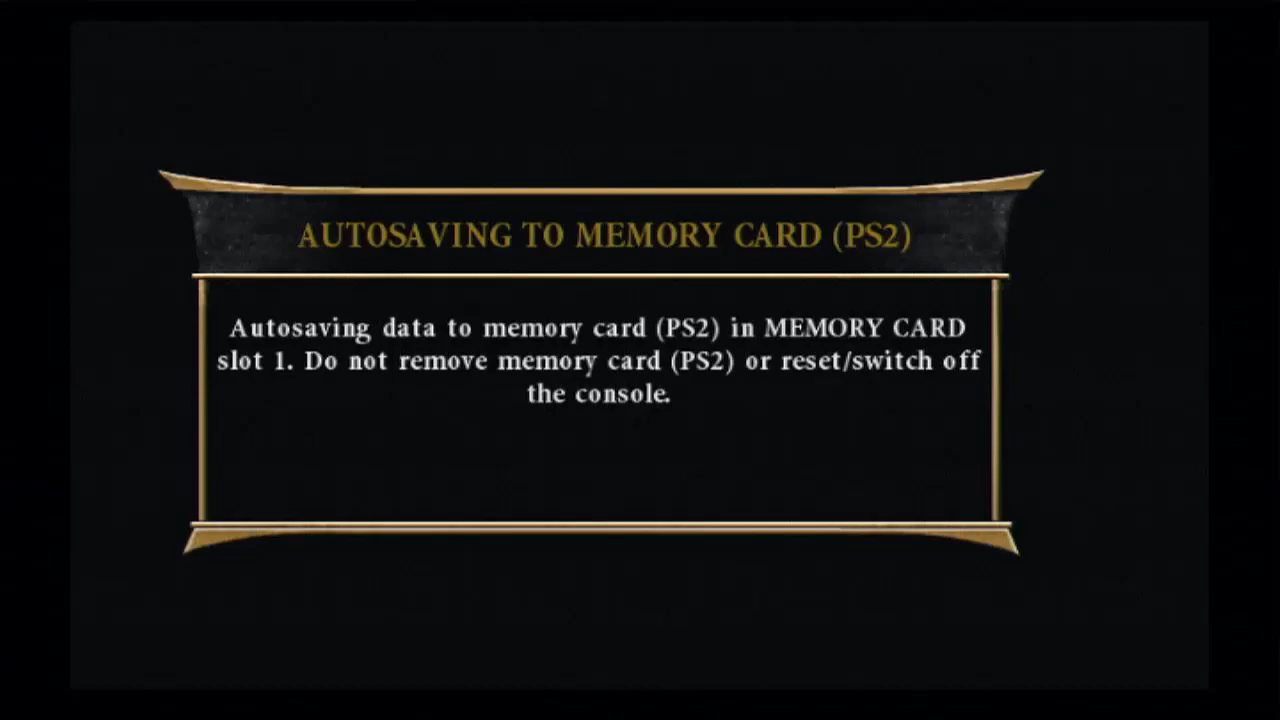 AUTOSAVING TO MEMORY CARD (PS2)
Autosaving data to memory card (PS2) in MEMORY CARD
slot 1. Do not remove memory card (PS2) or reset/switch off
the console.